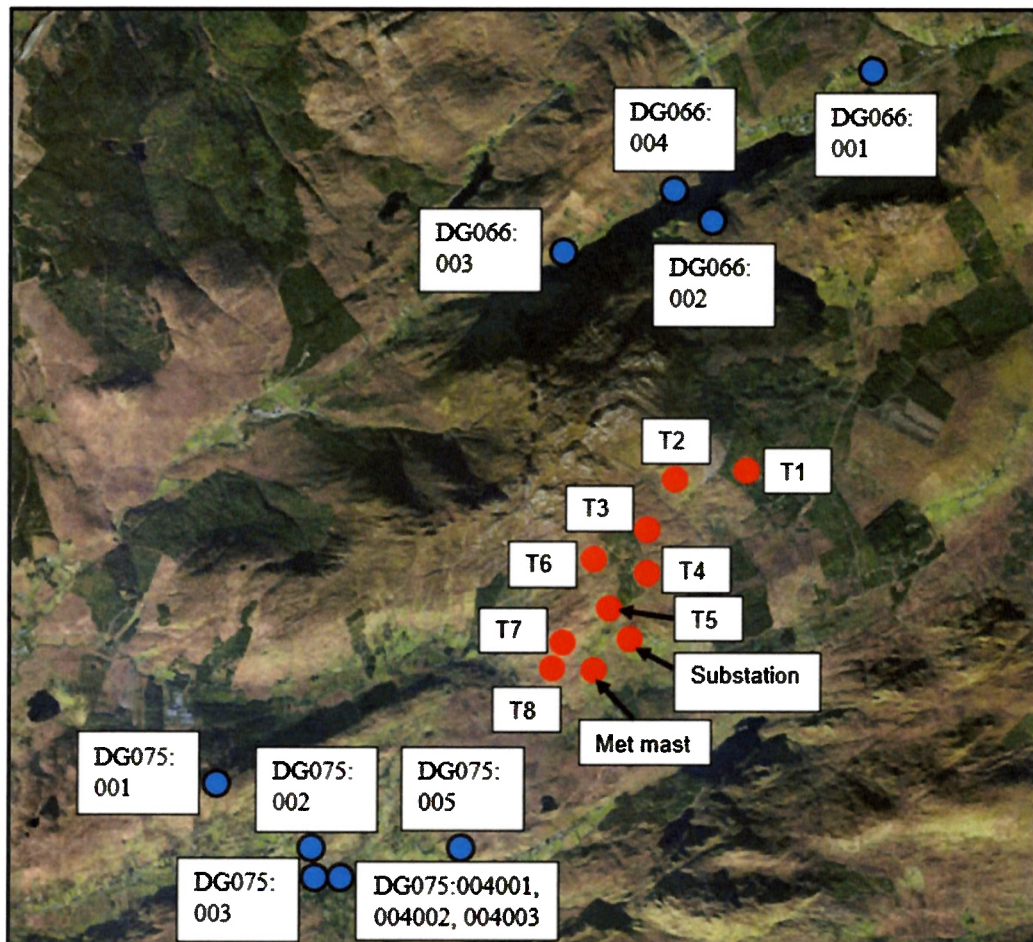 DG066:
004
DG066:
001
DG066:
003
DG066:
002
T2
T1
T3
T6
T4
T5
T7
Substation
T8
Met mast
DG075:
001
DG075:
002
DG075:
005
DG075:
003
DG075:004001,
004002, 004003